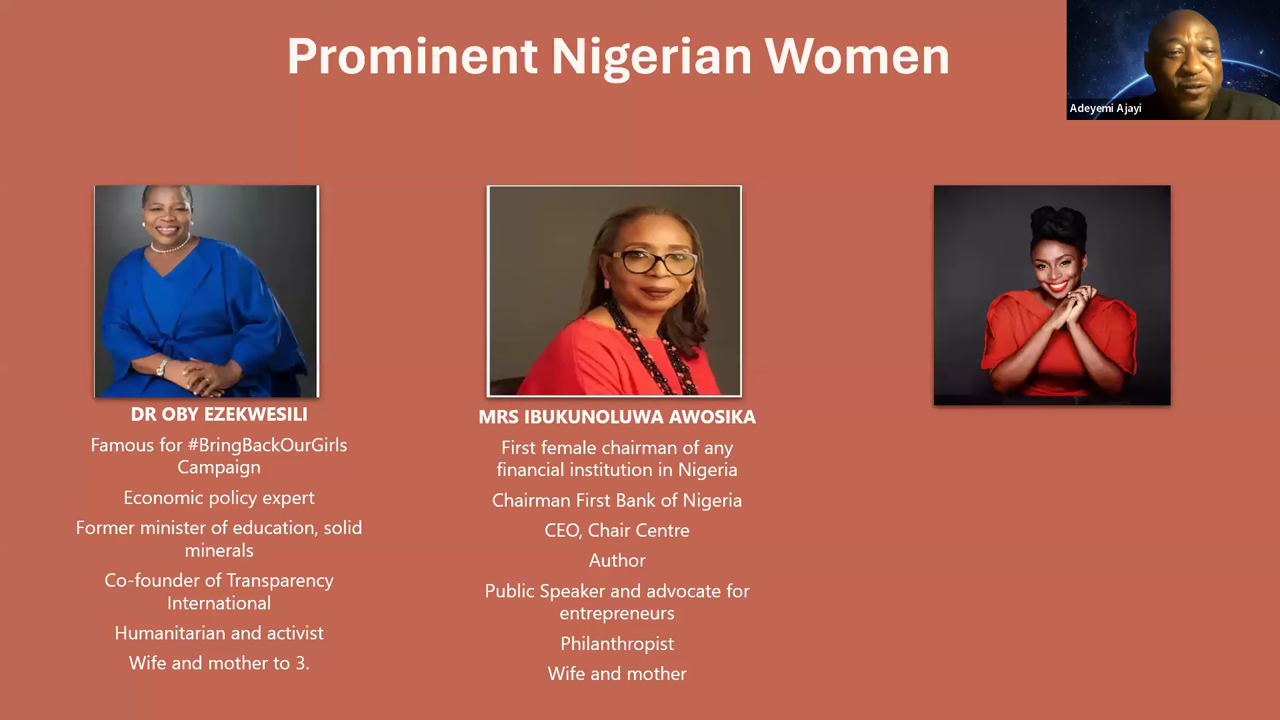 Prominent Nigerian Women
Adeyemi Ajayi
DR OBY EZEKWESILI
Famous for #BringBackOurGirls
Campaign
Economic policy expert
Former minister of education, solid
minerals
Co-founder of Transparency
International
Humanitarian and activist
Wife and mother to 3.
MRS IBUKUNOLUWA AWOSIKA
First female chairman of any
financial institution in Nigeria
Chairman First Bank of Nigeria
CEO, Chair Centre
Author
Public Speaker and advocate for
entrepreneurs
Philanthropist
Wife and mother